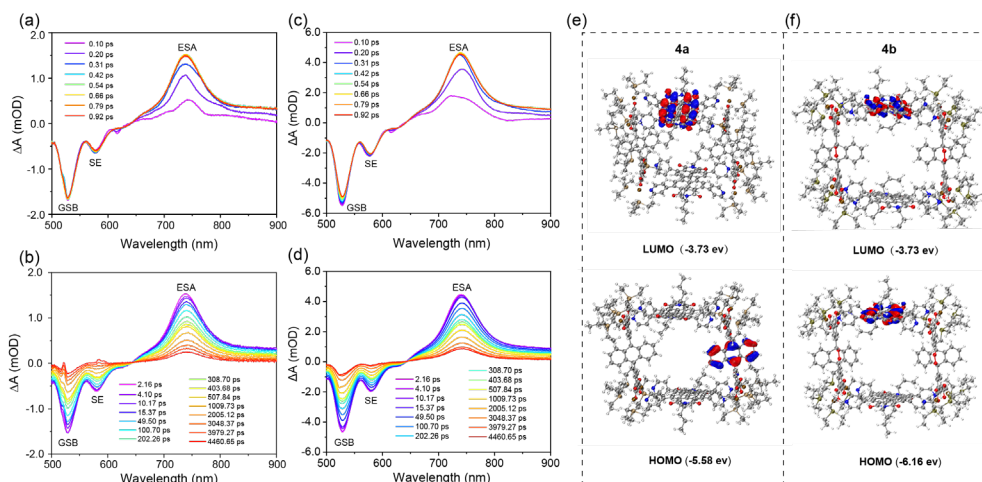 (a)
2.0
1.0
0.0
-1.0
-2.0
ΔA (mOD)
500 600 700 800 900
Wavelength (nm)
0.10 ps
0.20 ps
0.31 ps
0.42 ps
0.54 ps
0.66 ps
0.79 ps
0.92 ps
ESA
SE
GSB
(c)
6.0
4.0
2.0
0.0
-2.0
-4.0
-6.0
ΔA (mOD)
500 600 700 800 900
Wavelength (nm)
0.10 ps
0.20 ps
0.31 ps
0.42 ps
0.54 ps
0.66 ps
0.79 ps
0.92 ps
ESA
SE
GSB
(b)
2.0
1.0
0.0
-1.0
-2.0
ΔA (mOD)
500 600 700 800 900
Wavelength (nm)
ESA
SE
GSB
2.16 ps
4.10 ps
10.17 ps
15.37 ps
49.50 ps
100.70 ps
202.26 ps
308.70 ps
403.68 ps
507.84 ps
1009.73 ps
2005.12 ps
3048.37 ps
3979.27 ps
4460.65 ps
(d)
6.0
4.0
2.0
0.0
-2.0
-4.0
-6.0
ΔA (mOD)
500 600 700 800 900
Wavelength (nm)
ESA
SE
GSB
2.16 ps
4.10 ps
10.17 ps
15.37 ps
49.50 ps
100.70 ps
202.26 ps
308.70 ps
403.68 ps
507.84 ps
1009.73 ps
2005.12 ps
3048.37 ps
3979.27 ps
4460.65 ps
(e)
4a
LUMO (-3.73 ev)
HOMO (-5.58 ev)
(f)
4b
LUMO (-3.73 ev)
HOMO (-6.16 ev)